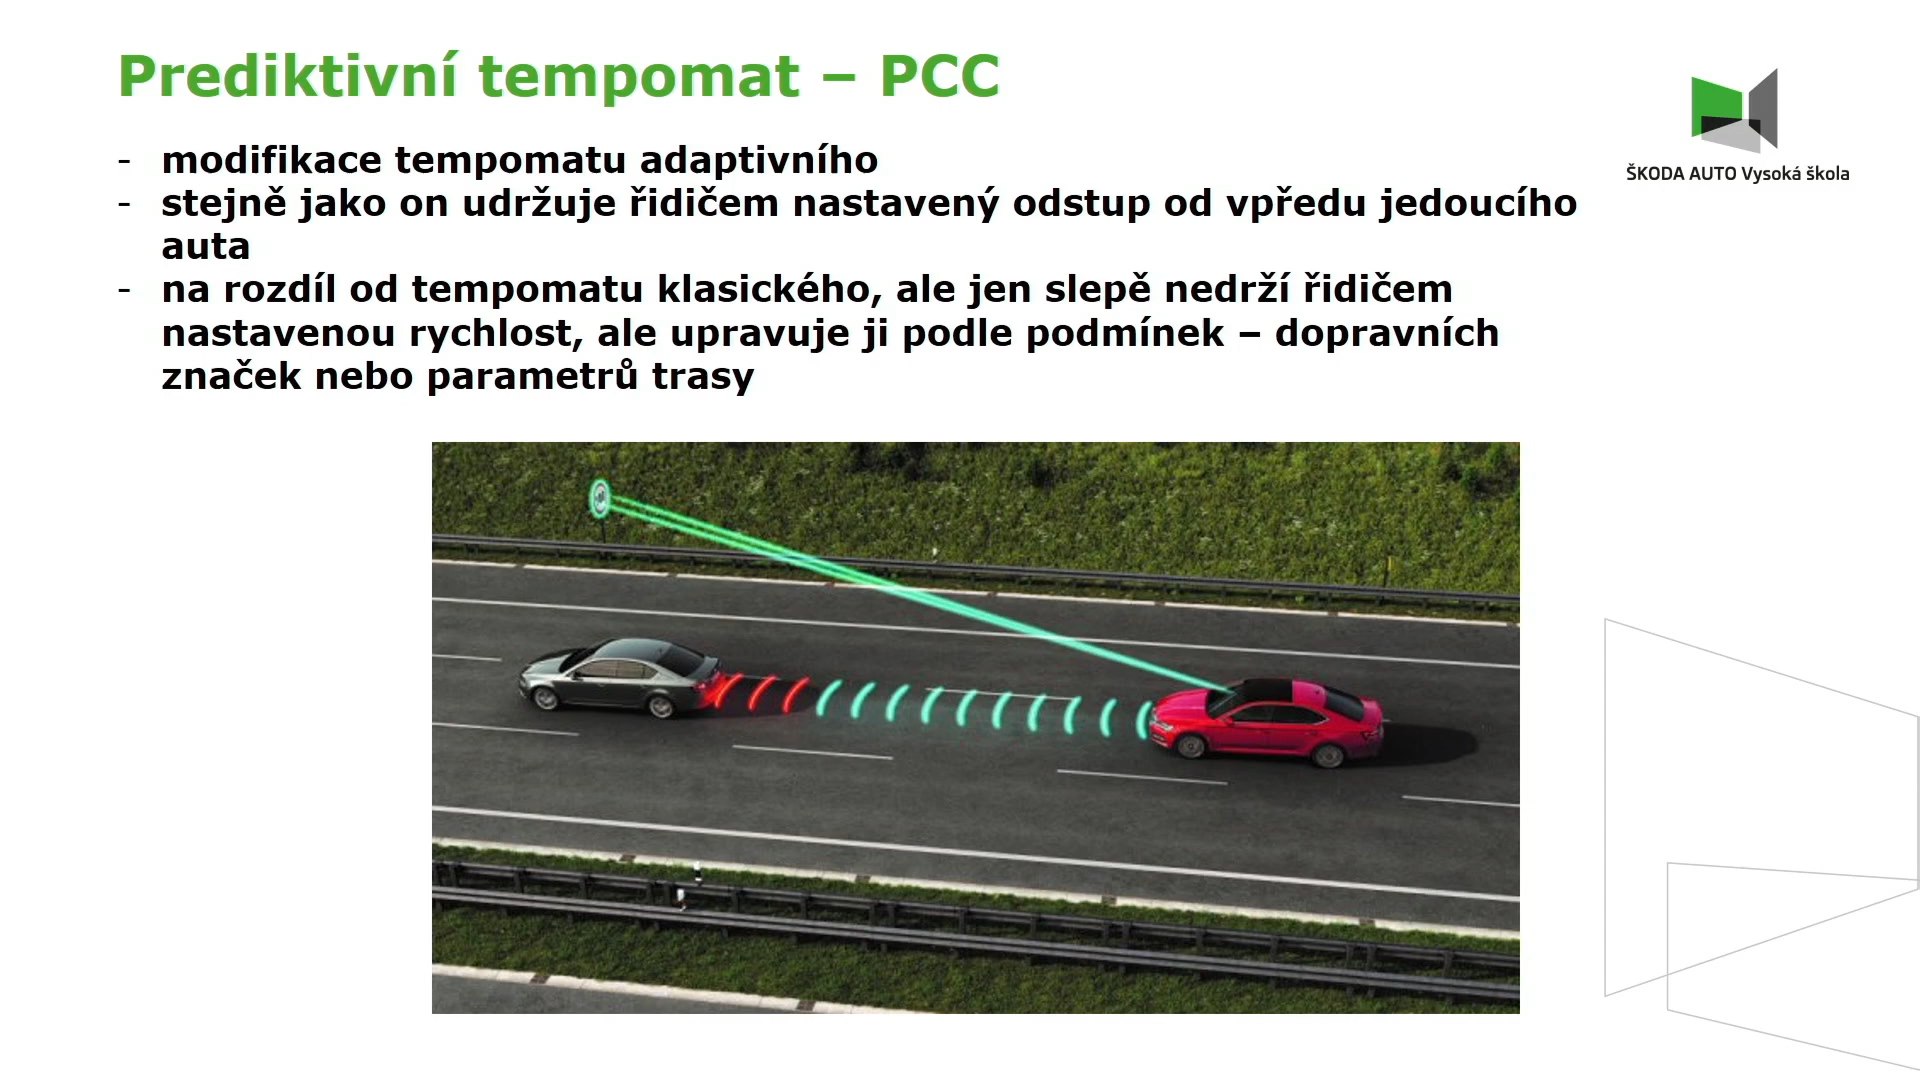 Prediktivní tempomat – PCC
- modifikace tempomatu adaptivního
- stejně jako on udržuje řidičem nastavený odstup od vpředu jedoucího
auta
- na rozdíl od tempomatu klasického, ale jen slepě nedrží řidičem
nastavenou rychlost, ale upravuje ji podle podmínek – dopravních
značek nebo parametrů trasy
ŠKODA AUTO Vysoká škola